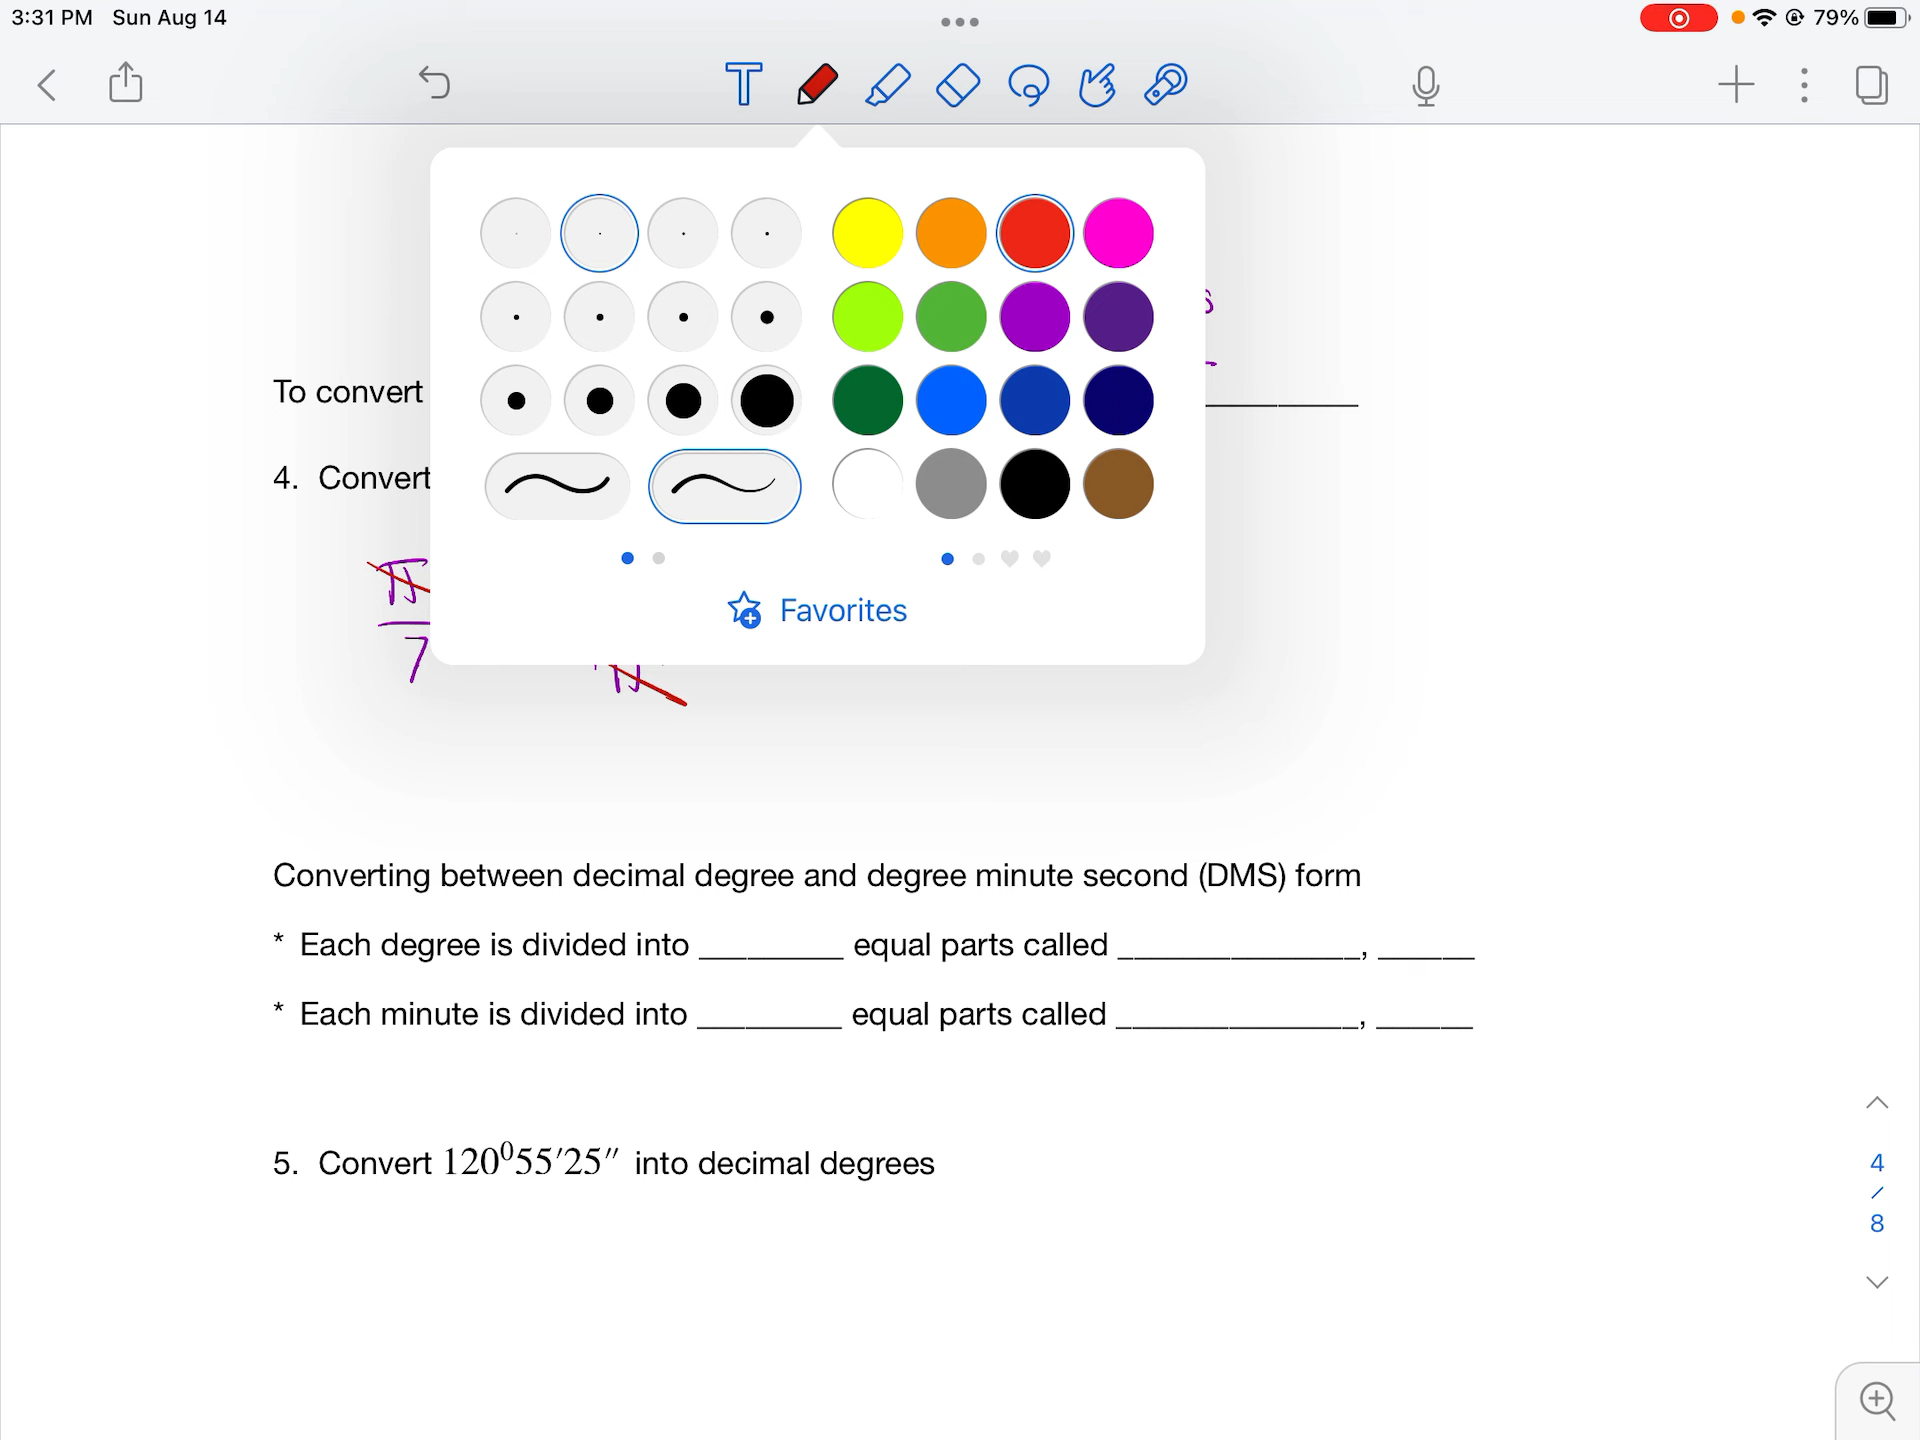 3:31 PM Sun Aug 14
79%
T
To convert
4. Convert
π
7
π
Favorites
Converting between decimal degree and degree minute second (DMS) form
* Each degree is divided into ________ equal parts called ______________, ______
* Each minute is divided into ________ equal parts called ______________, ______
5. Convert 120⁰55′25″ into decimal degrees
4
/
8